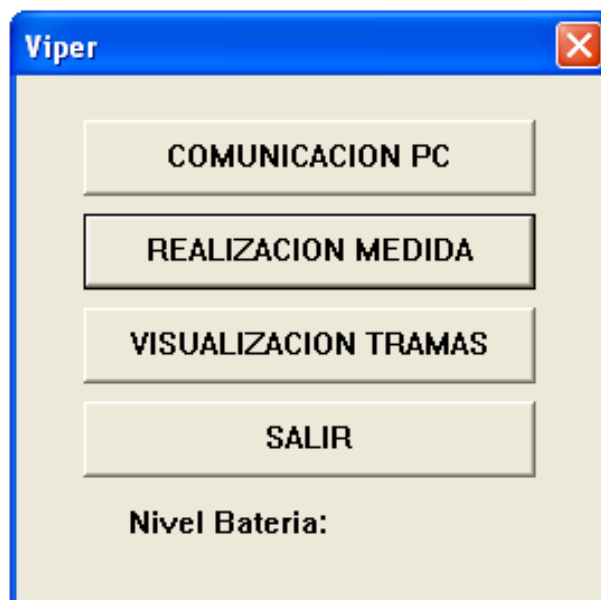 Viper
COMUNICACION PC
REALIZACION MEDIDA
VISUALIZACION TRAMAS
SALIR
Nivel Bateria: